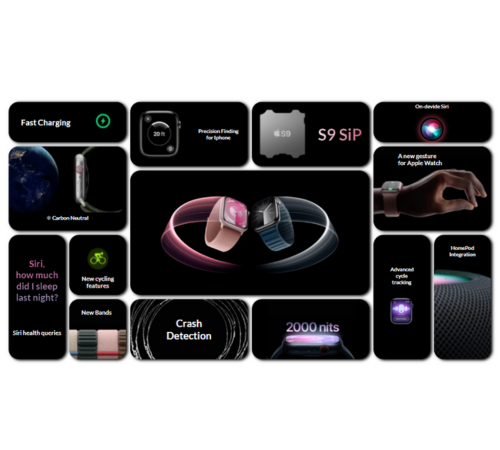 Fast Charging
20 ft
Precision Finding
for Iphone
S9
S9 SiP
On-devide Siri
Carbon Neutral
A new gesture
for Apple Watch
Siri,
how much
did I sleep
last night?
Siri health queries
New cycling
features
New Bands
Crash
Detection
2000 nits
Advanced
cycle
tracking
HomePod
Integration